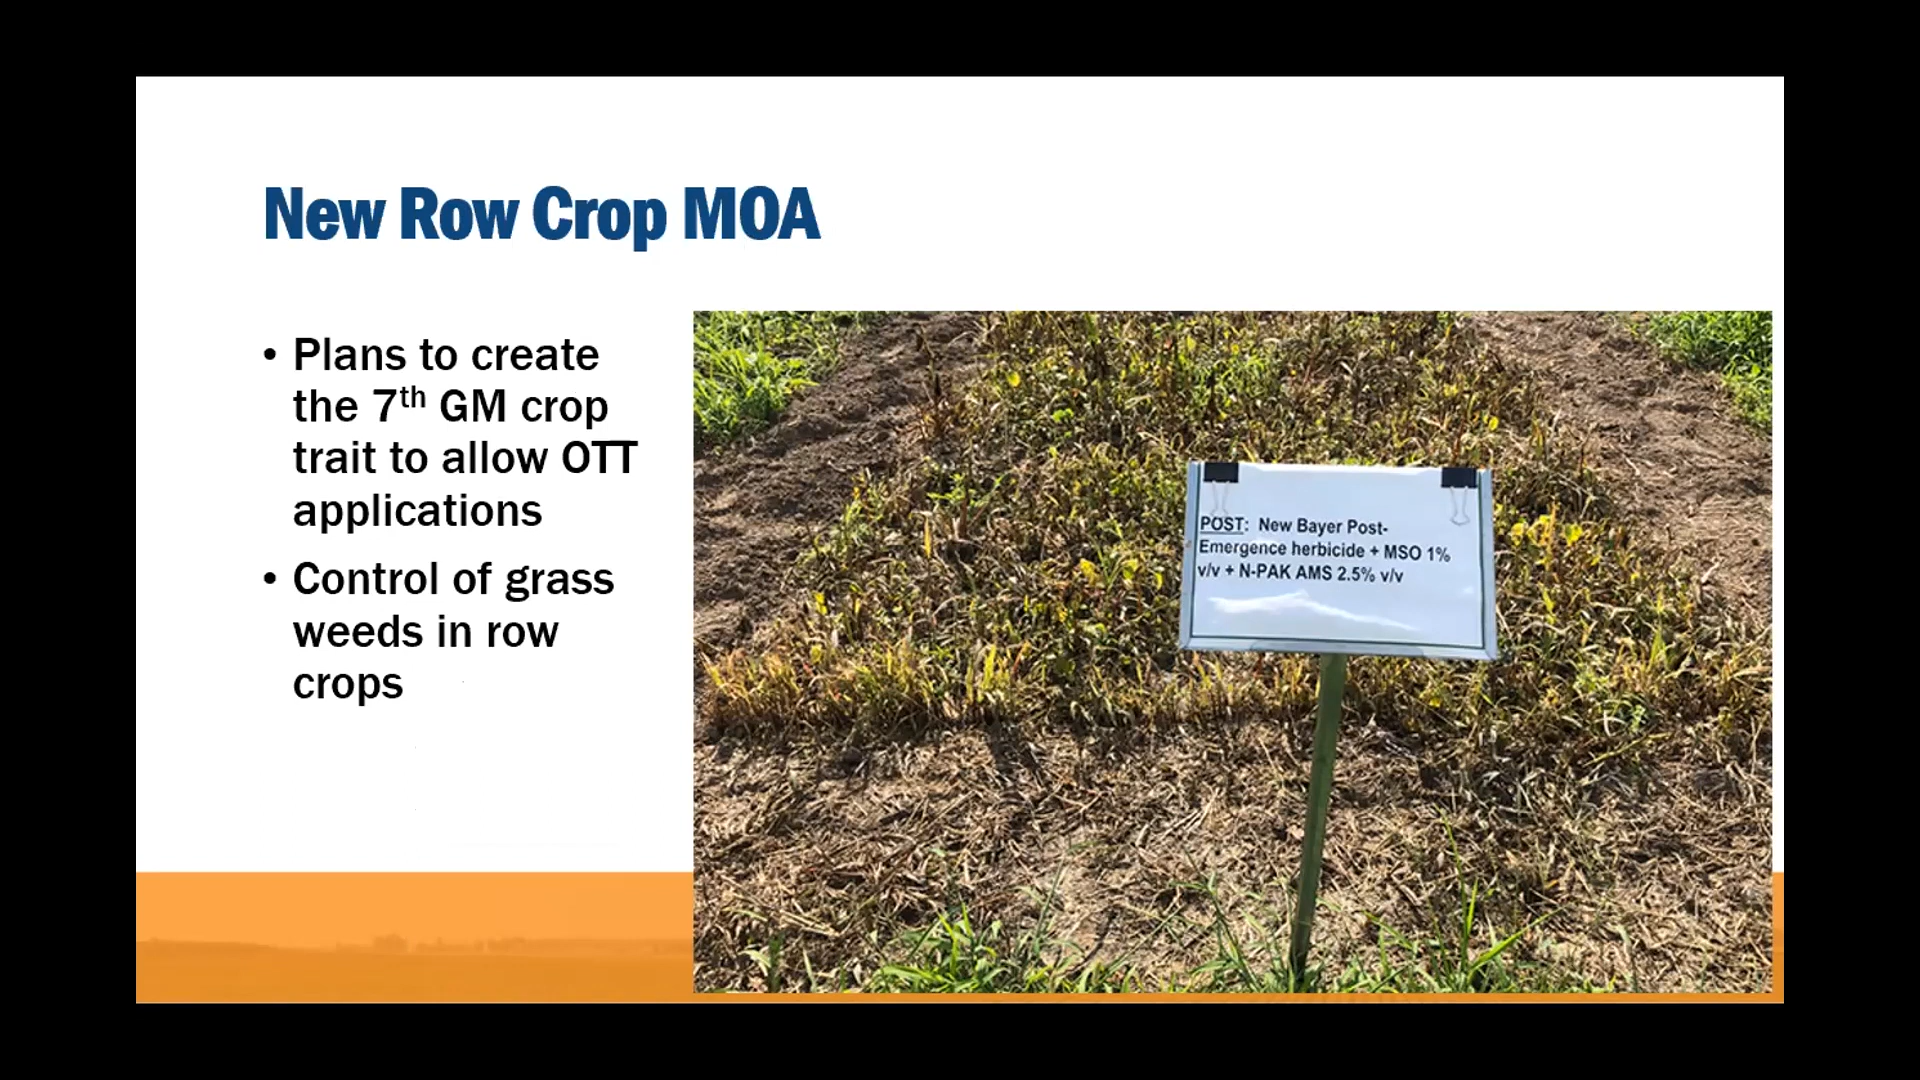 New Row Crop MOA
• Plans to create
the 7th GM crop
trait to allow OTT
applications
• Control of grass
weeds in row
crops
POST: New Bayer Post-
Emergence herbicide + MSO 1%
v/v + N-PAK AMS 2.5% v/v